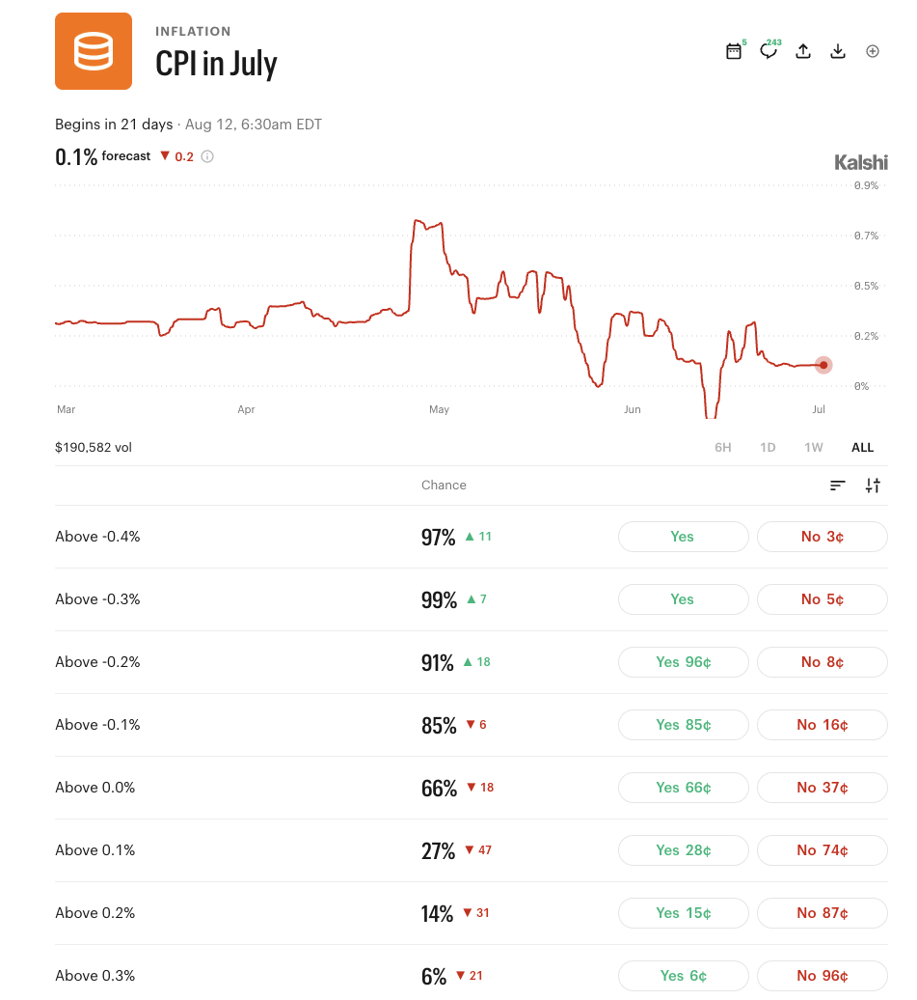 INFLATION
CPI in July
5
243
Begins in 21 days · Aug 12, 6:30am EDT
0.1% forecast ▼ 0.2
Kalshi
0.9%
0.7%
0.5%
0.2%
0%
Mar Apr May Jun Jul
$190,582 vol
6H 1D 1W ALL
Chance
Above -0.4% 97% ▲ 11 Yes No 3¢
Above -0.3% 99% ▲ 7 Yes No 5¢
Above -0.2% 91% ▲ 18 Yes 96¢ No 8¢
Above -0.1% 85% ▼ 6 Yes 85¢ No 16¢
Above 0.0% 66% ▼ 18 Yes 66¢ No 37¢
Above 0.1% 27% ▼ 47 Yes 28¢ No 74¢
Above 0.2% 14% ▼ 31 Yes 15¢ No 87¢
Above 0.3% 6% ▼ 21 Yes 6¢ No 96¢